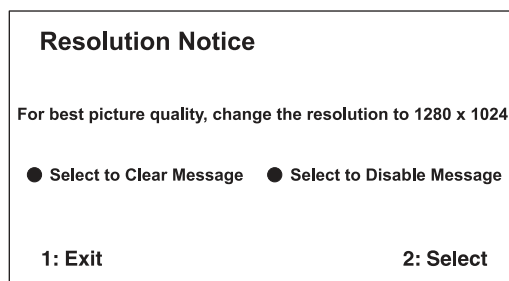 Resolution Notice
For best picture quality, change the resolution to 1280 x 1024
Select to Clear Message Select to Disable Message
1: Exit 2: Select